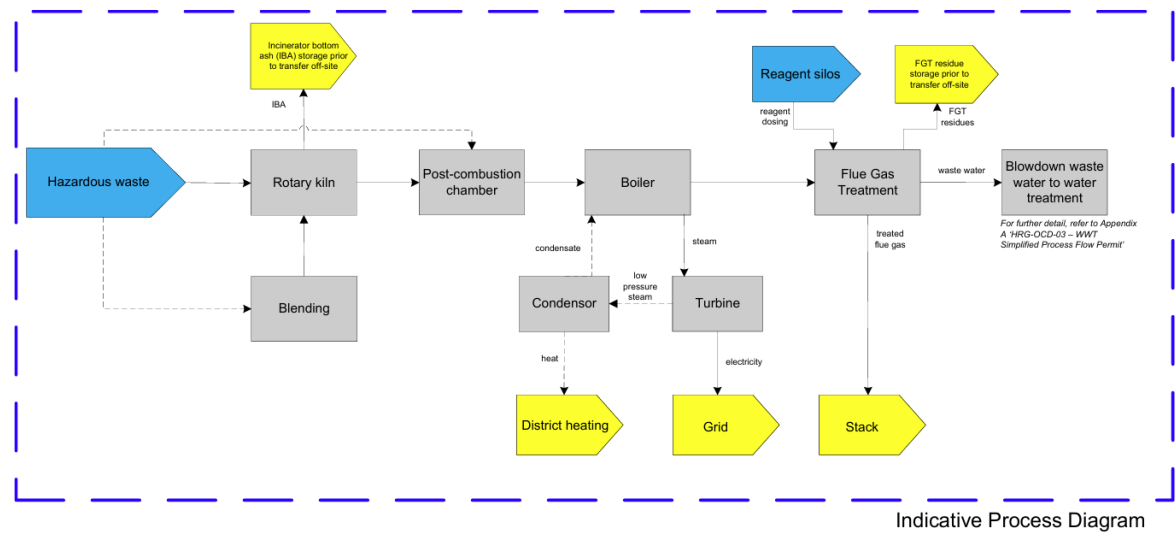 Incinerator bottom
ash (IBA) storage prior
to transfer off-site
IBA
Reagent silos
reagent
dosing
FGT residue
storage prior to
transfer off-site
FGT
residues
Hazardous waste
Rotary kiln
Post-combustion
chamber
Boiler
Flue Gas
Treatment
waste water
Blowdown waste
water to water
treatment
For further detail, refer to Appendix
A 'HRG-OCD-03 – WWT
Simplified Process Flow Permit'
condensate
steam
treated
flue gas
Blending
Condensor
low
pressure
steam
Turbine
heat
electricity
District heating
Grid
Stack
Indicative Process Diagram